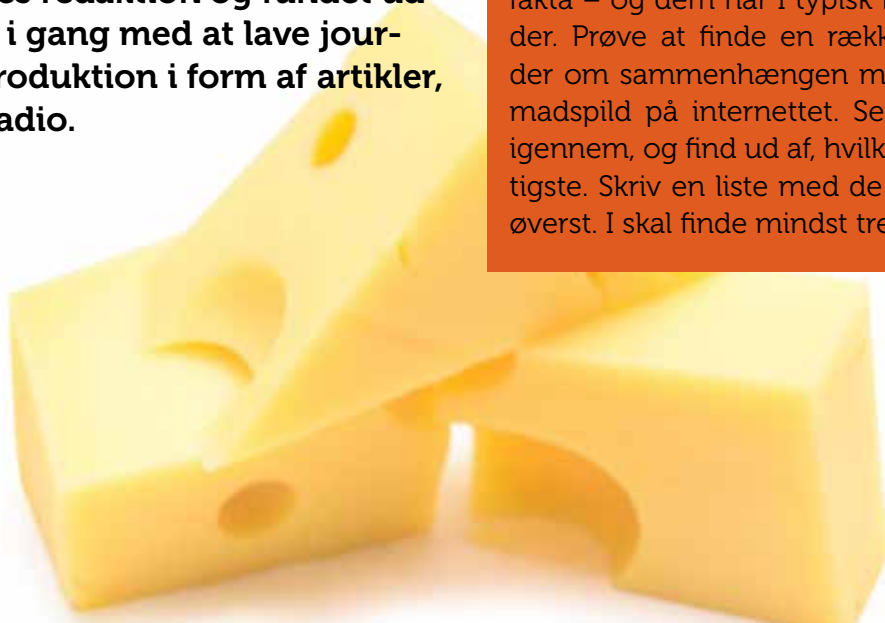 redaktion og rundet ud
i gang med at lave jour-
roduktion i form af artikler,
adio.
fakta – og dem har I typisk
der. Prøve at finde en rækk
der om sammenhængen m
madspild på internettet. Se
igennem, og find ud af, hvilk
tigste. Skriv en liste med de
øverst. I skal finde mindst tre